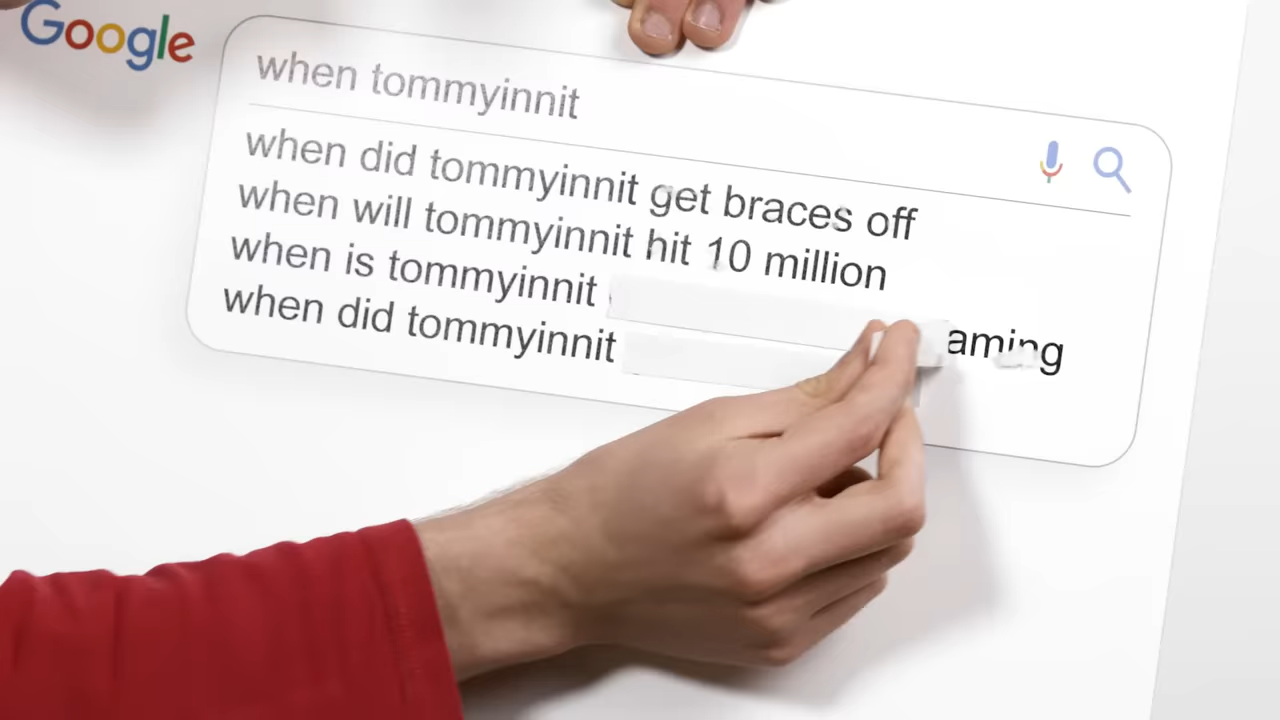 Google
when tommyinnit
when did tommyinnit get braces off
when will tommyinnit hit 10 million
when is tommyinnit aming
when did tommyinnit